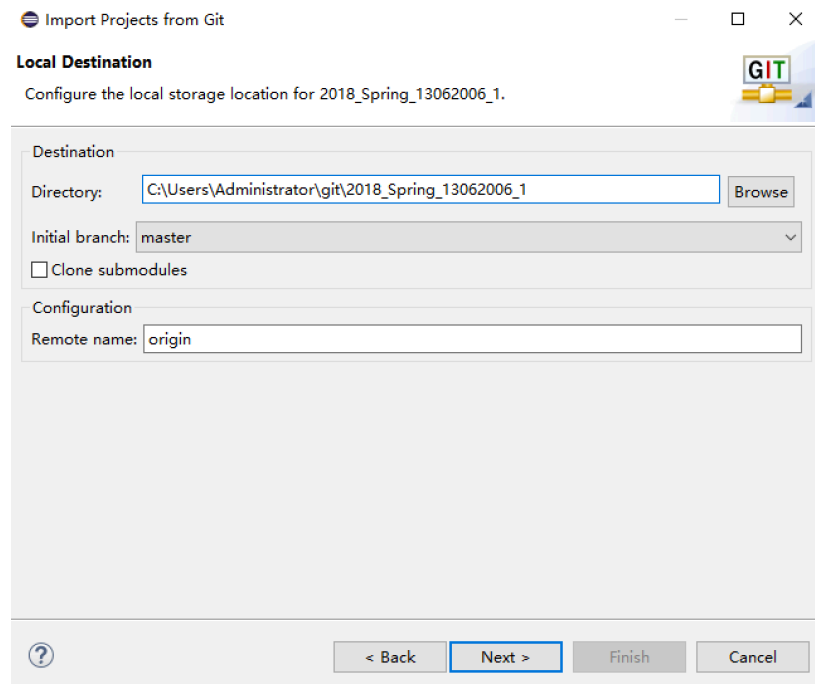 Import Projects from Git
Local Destination
Configure the local storage location for 2018_Spring_13062006_1.
GIT
Destination
Directory: C:\Users\Administrator\git\2018_Spring_13062006_1 Browse
Initial branch: master
Clone submodules
Configuration
Remote name: origin
? < Back Next > Finish Cancel